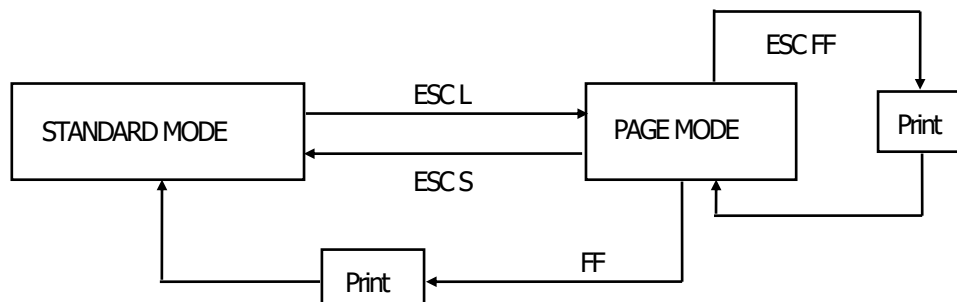 ESC FF
ESC L
STANDARD MODE
PAGE MODE
Print
ESC S
FF
Print